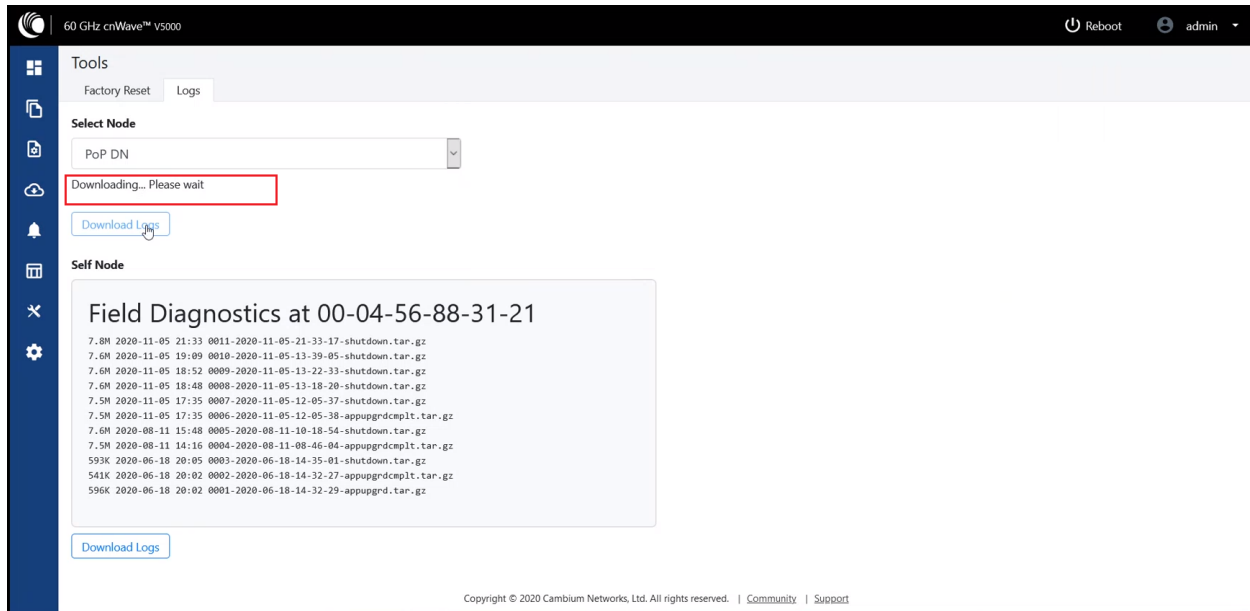 60 GHz cnWave™ V5000
Reboot
admin
Tools
Factory Reset
Logs
Select Node
PoP DN
Downloading... Please wait
Download Logs
Self Node
Field Diagnostics at 00-04-56-88-31-21
7.8M 2020-11-05 21:33 0011-2020-11-05-21-33-17-shutdown.tar.gz
7.6M 2020-11-05 19:09 0010-2020-11-05-13-39-05-shutdown.tar.gz
7.6M 2020-11-05 18:52 0009-2020-11-05-13-22-33-shutdown.tar.gz
7.6M 2020-11-05 18:48 0008-2020-11-05-13-18-20-shutdown.tar.gz
7.5M 2020-11-05 17:35 0007-2020-11-05-12-05-37-shutdown.tar.gz
7.5M 2020-11-05 17:35 0006-2020-11-05-12-05-38-appupgrdcmplt.tar.gz
7.6M 2020-08-11 15:48 0005-2020-08-11-10-18-54-shutdown.tar.gz
7.5M 2020-08-11 14:16 0004-2020-08-11-08-46-04-appupgrdcmplt.tar.gz
593K 2020-06-18 20:05 0003-2020-06-18-14-35-01-shutdown.tar.gz
541K 2020-06-18 20:02 0002-2020-06-18-14-32-27-appupgrdcmplt.tar.gz
596K 2020-06-18 20:02 0001-2020-06-18-14-32-29-appupgrd.tar.gz
Download Logs
Copyright © 2020 Cambium Networks, Ltd. All rights reserved. | Community | Support